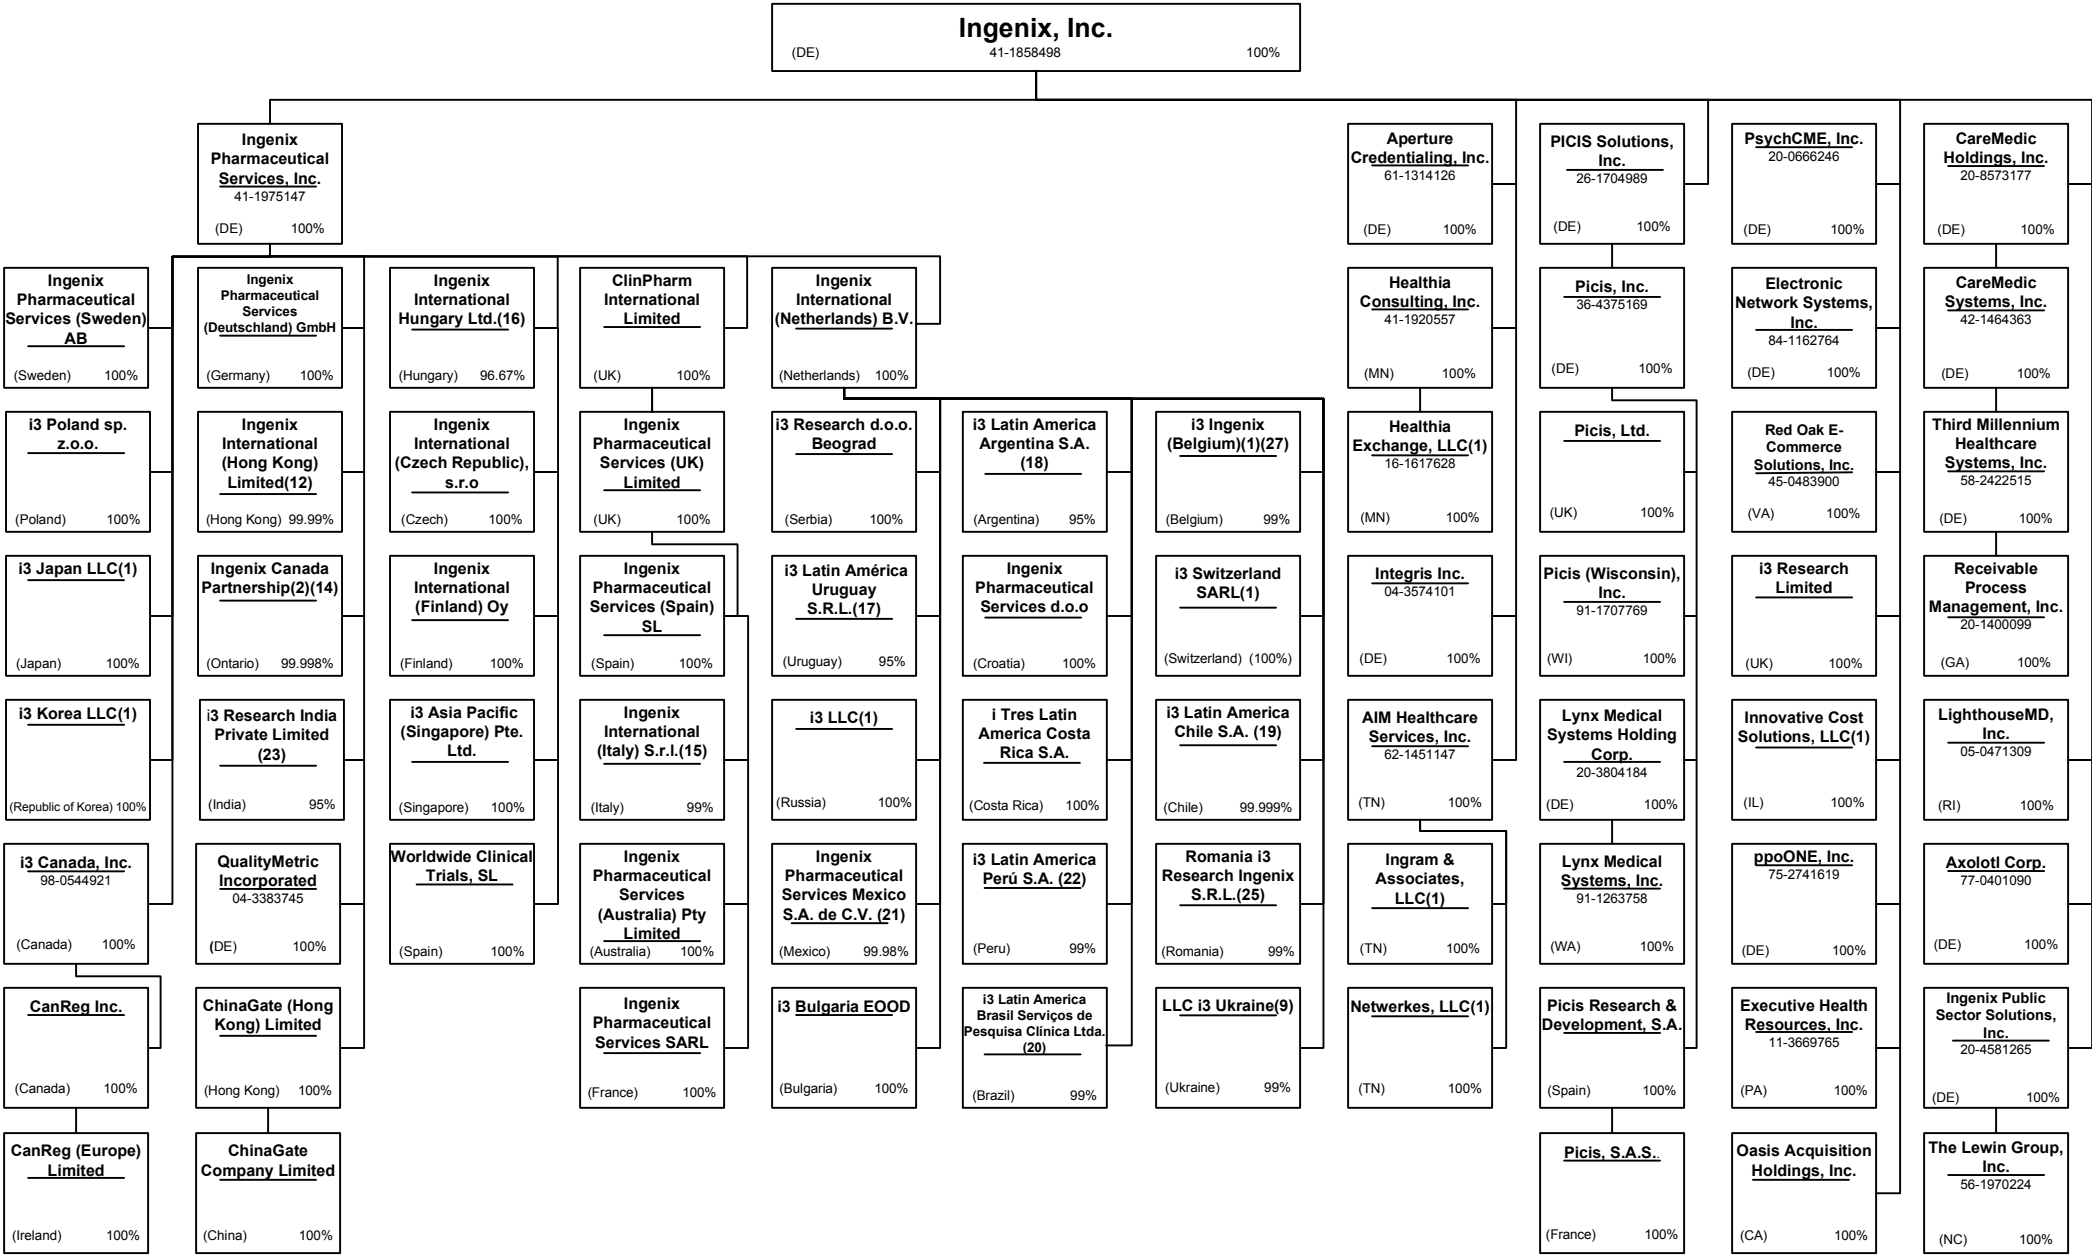 Ingenix, Inc.
(DE) 41-1858498 100%
Ingenix
Pharmaceutical
Services, Inc.
41-1975147
(DE) 100%
Aperture
Credentialing, Inc.
61-1314126
(DE) 100%
PICIS Solutions,
Inc.
26-1704989
(DE) 100%
PsychCME, Inc.
20-0666246
(DE) 100%
CareMedic
Holdings, Inc.
20-8573177
(DE) 100%
Ingenix
Pharmaceutical
Services (Sweden)
AB
(Sweden) 100%
Ingenix
Pharmaceutical
Services
(Deutschland) GmbH
(Germany) 100%
Ingenix
International
Hungary Ltd.(16)
(Hungary) 96.67%
ClinPharm
International
Limited
(UK) 100%
Ingenix
International
(Netherlands) B.V.
(Netherlands) 100%
Healthia
Consulting, Inc.
41-1920557
(MN) 100%
Picis, Inc.
36-4375169
(DE) 100%
Electronic
Network Systems,
Inc.
84-1162764
(DE) 100%
CareMedic
Systems, Inc.
42-1464363
(DE) 100%
i3 Poland sp.
z.o.o.
(Poland) 100%
Ingenix
International
(Hong Kong)
Limited(12)
(Hong Kong) 99.99%
Ingenix
International
(Czech Republic),
s.r.o
(Czech) 100%
Ingenix
Pharmaceutical
Services (UK)
Limited
(UK) 100%
i3 Research d.o.o.
Beograd
(Serbia) 100%
i3 Latin America
Argentina S.A.
(18)
(Argentina) 95%
i3 Ingenix
(Belgium)(1)(27)
(Belgium) 99%
Healthia
Exchange, LLC(1)
16-1617628
(MN) 100%
Picis, Ltd.
(UK) 100%
Red Oak E-
Commerce
Solutions, Inc.
45-0483900
(VA) 100%
Third Millennium
Healthcare
Systems, Inc.
58-2422515
(DE) 100%
i3 Japan LLC(1)
(Japan) 100%
Ingenix Canada
Partnership(2)(14)
(Ontario) 99.998%
Ingenix
International
(Finland) Oy
(Finland) 100%
Ingenix
Pharmaceutical
Services (Spain)
SL
(Spain) 100%
i3 Latin América
Uruguay
S.R.L.(17)
(Uruguay) 95%
Ingenix
Pharmaceutical
Services d.o.o
(Croatia) 100%
i3 Switzerland
SARL(1)
(Switzerland) (100%)
Integris Inc.
04-3574101
(DE) 100%
Picis (Wisconsin),
Inc.
91-1707769
(WI) 100%
i3 Research
Limited
(UK) 100%
Receivable
Process
Management, Inc.
20-1400099
(GA) 100%
i3 Korea LLC(1)
(Republic of Korea) 100%
i3 Research India
Private Limited
(23)
(India) 95%
i3 Asia Pacific
(Singapore) Pte.
Ltd.
(Singapore) 100%
Ingenix
International
(Italy) S.r.l.(15)
(Italy) 99%
i3 LLC(1)
(Russia) 100%
i Tres Latin
America Costa
Rica S.A.
(Costa Rica) 100%
i3 Latin America
Chile S.A. (19)
(Chile) 99.999%
AIM Healthcare
Services, Inc.
62-1451147
(TN) 100%
Lynx Medical
Systems Holding
Corp.
20-3804184
(DE) 100%
Innovative Cost
Solutions, LLC(1)
(IL) 100%
LighthouseMD,
Inc.
05-0471309
(RI) 100%
i3 Canada, Inc.
98-0544921
(Canada) 100%
QualityMetric
Incorporated
04-3383745
(DE) 100%
Worldwide Clinical
Trials, SL
(Spain) 100%
Ingenix
Pharmaceutical
Services
(Australia) Pty
Limited
(Australia) 100%
Ingenix
Pharmaceutical
Services Mexico
S.A. de C.V. (21)
(Mexico) 99.98%
i3 Latin America
Perú S.A. (22)
(Peru) 99%
Romania i3
Research Ingenix
S.R.L.(25)
(Romania) 99%
Ingram &
Associates,
LLC(1)
(TN) 100%
Lynx Medical
Systems, Inc.
91-1263758
(WA) 100%
ppoONE, Inc.
75-2741619
(DE) 100%
Axolotl Corp.
77-0401090
(DE) 100%
CanReg Inc.
(Canada) 100%
ChinaGate (Hong
Kong) Limited
(Hong Kong) 100%
Ingenix
Pharmaceutical
Services SARL
(France) 100%
i3 Bulgaria EOOD
(Bulgaria) 100%
i3 Latin America
Brasil Serviços de
Pesquisa Clínica Ltda.
(20)
(Brazil) 99%
LLC i3 Ukraine(9)
(Ukraine) 99%
Netwerkes, LLC(1)
(TN) 100%
Picis Research &
Development, S.A.
(Spain) 100%
Executive Health
Resources, Inc.
11-3669765
(PA) 100%
Ingenix Public
Sector Solutions,
Inc.
20-4581265
(DE) 100%
CanReg (Europe)
Limited
(Ireland) 100%
ChinaGate
Company Limited
(China) 100%
Picis, S.A.S..
(France) 100%
Oasis Acquisition
Holdings, Inc.
(CA) 100%
The Lewin Group,
Inc.
56-1970224
(NC) 100%